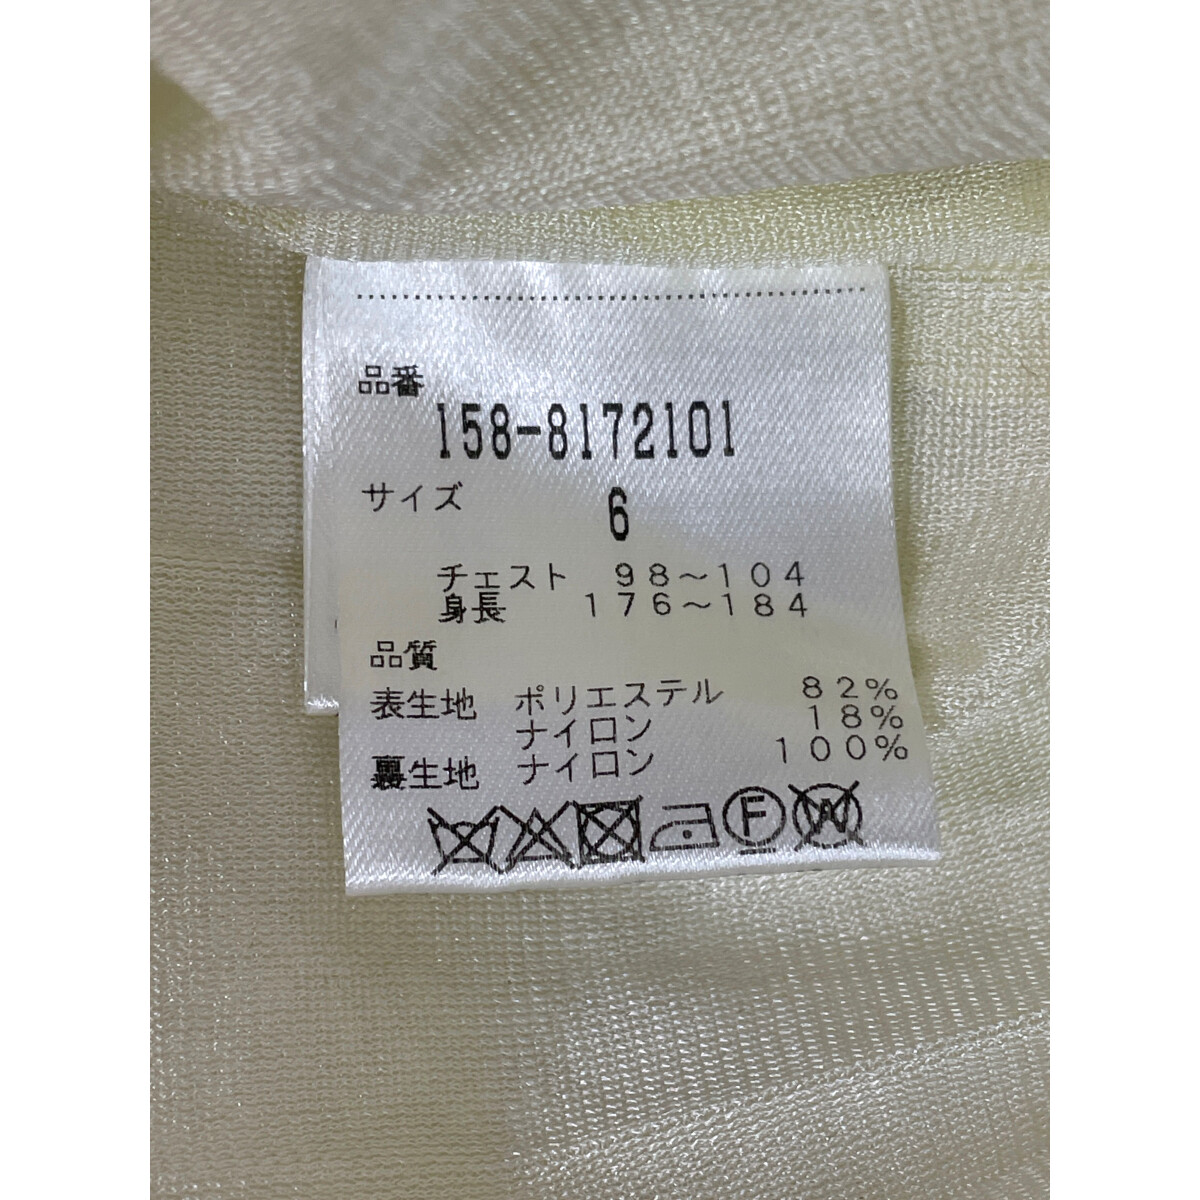 品番
158-8172101
サイズ 6
チェスト 98～104
身長 176～184
品質
表生地 ポリエステル 82%
ナイロン 18%
裏生地 ナイロン 100%
F W